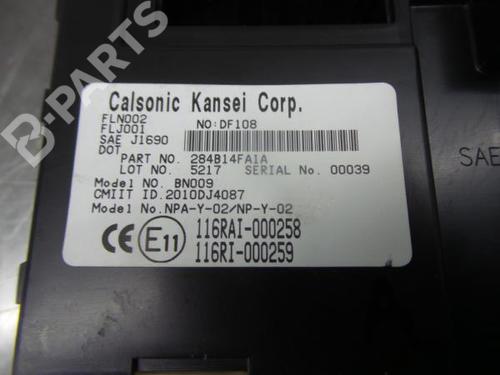 Calsonic Kansei Corp.
FLN002 NO:DF108
FLJ001
SAE J1690
DOT
PART NO. 284B14FA1A
LOT NO. 5217 SERIAL No. 00039
Model No. BN009
CMIIT ID.2010DJ4087
Model No.NPA-Y-02/NP-Y-02
CE E11 116RAI-000258
116RI-000259
SAE
B-PARTS